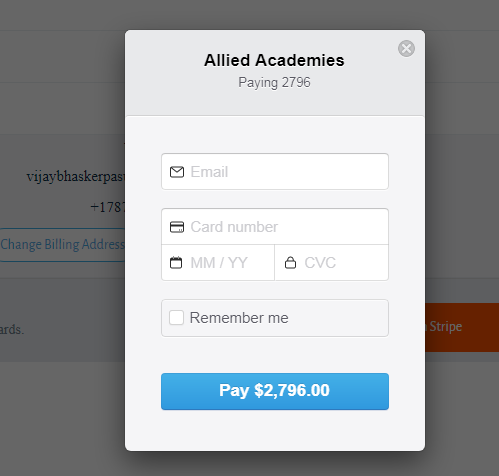 Allied Academies
Paying 2796
vijaybhaskerpas
+1787
Change Billing Address
Email
Card number
MM / YY
CVC
Remember me
ards.
Stripe
Pay $2,796.00